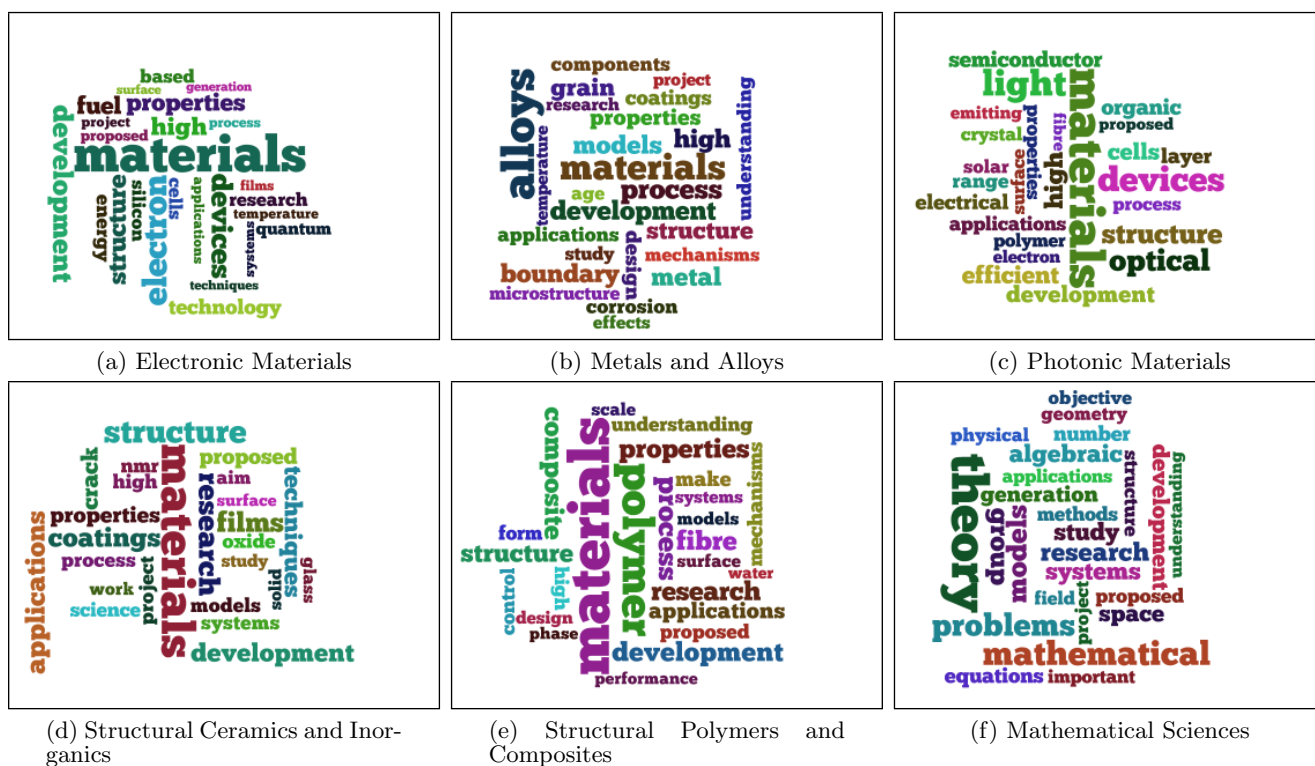 based
surface
generation
fuel
properties
project
proposed
high
process
development
materials
structure
silicon
electron
cells
applications
devices
films
research
temperature
quantum
energy
systems
techniques
technology
(a) Electronic Materials
components
alloys
grain
project
research
coatings
understanding
properties
temperature
models
high
materials
age
process
development
applications
design
structure
study
mechanisms
boundary
metal
microstructure
corrosion
effects
(b) Metals and Alloys
semiconductor
light
materials
emitting
properties
fibre
organic
crystal
proposed
solar
surface
high
cells
layer
range
devices
electrical
process
applications
polymer
structure
electron
optical
efficient
development
(c) Photonic Materials
structure
crack
nmr
materials
proposed
high
research
aim
techniques
surface
properties
films
coatings
oxide
applications
process
study
glass
project
solid
work
models
science
systems
development
(d) Structural Ceramics and Inor-
ganics
scale
composite
materials
understanding
properties
polymer
process
make
mechanisms
systems
models
form
fibre
structure
surface
high
water
control
research
design
applications
phase
proposed
development
performance
(e) Structural Polymers and
Composites
objective
geometry
physical
number
theory
algebraic
structure
development
understanding
applications
generation
group
models
methods
study
research
systems
field
project
proposed
space
problems
mathematical
equations
important
(f) Mathematical Sciences